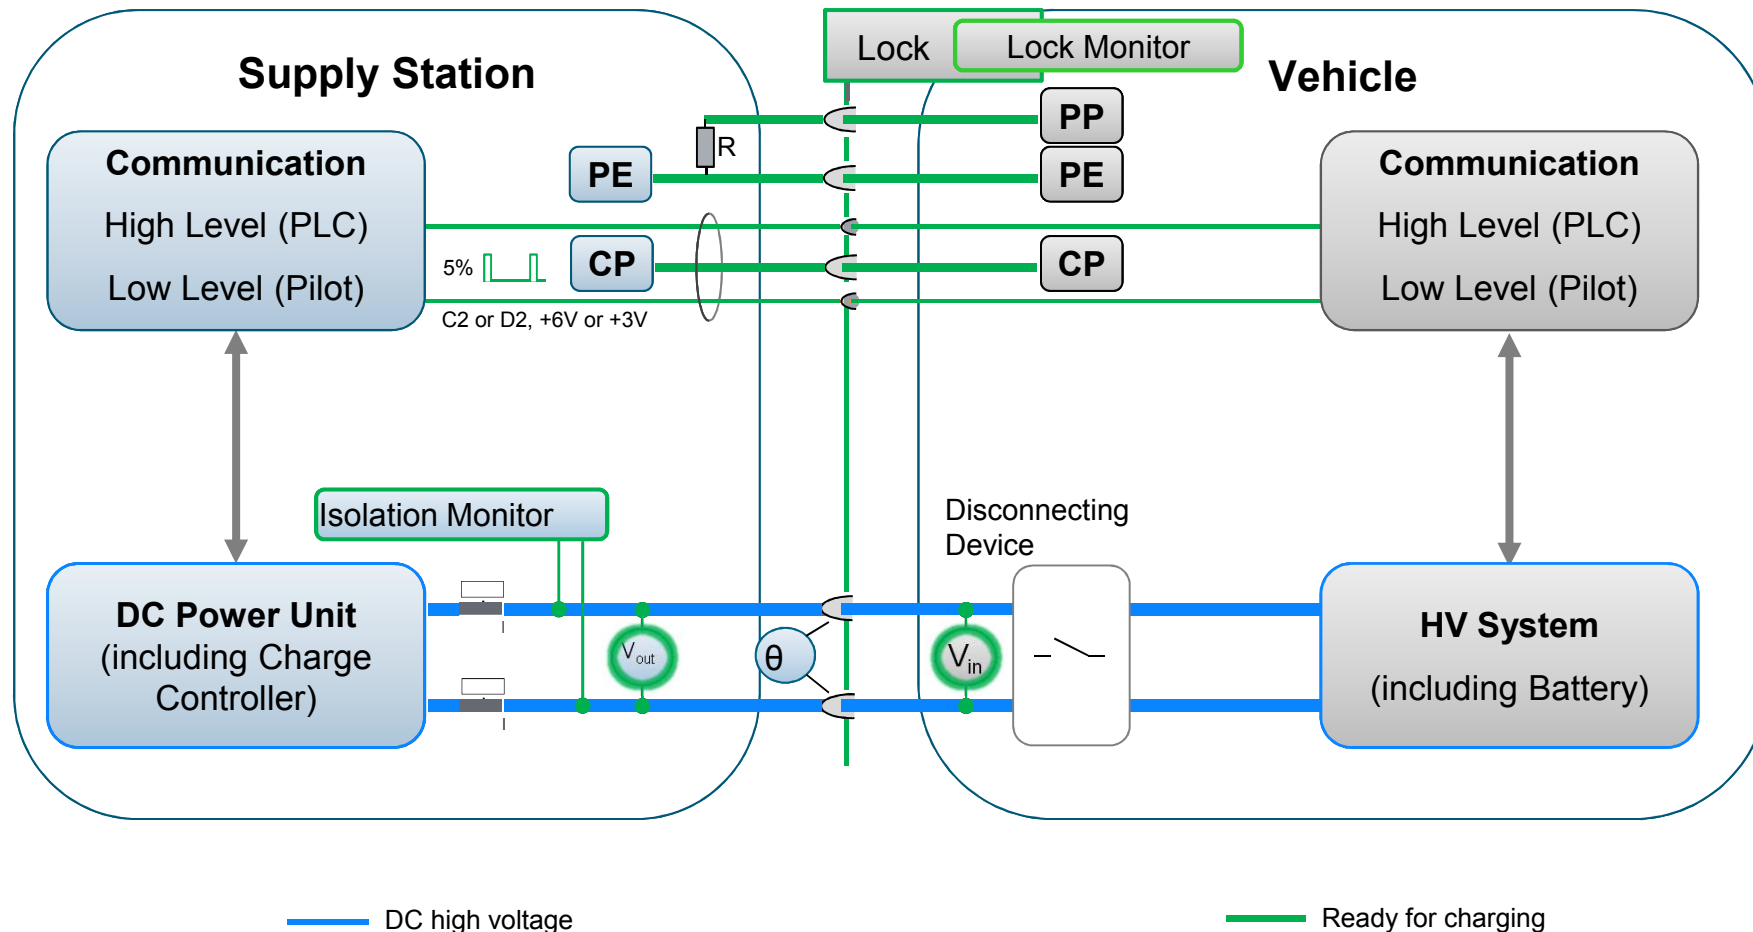 Supply Station
Lock
Lock Monitor
Vehicle
Communication
High Level (PLC)
Low Level (Pilot)
5%
C2 or D2, +6V or +3V
R
PE
CP
PP
PE
CP
Communication
High Level (PLC)
Low Level (Pilot)
Isolation Monitor
Disconnecting
Device
DC Power Unit
(including Charge
Controller)
I
I
Vout
θ
Vin
HV System
(including Battery)
DC high voltage
Ready for charging